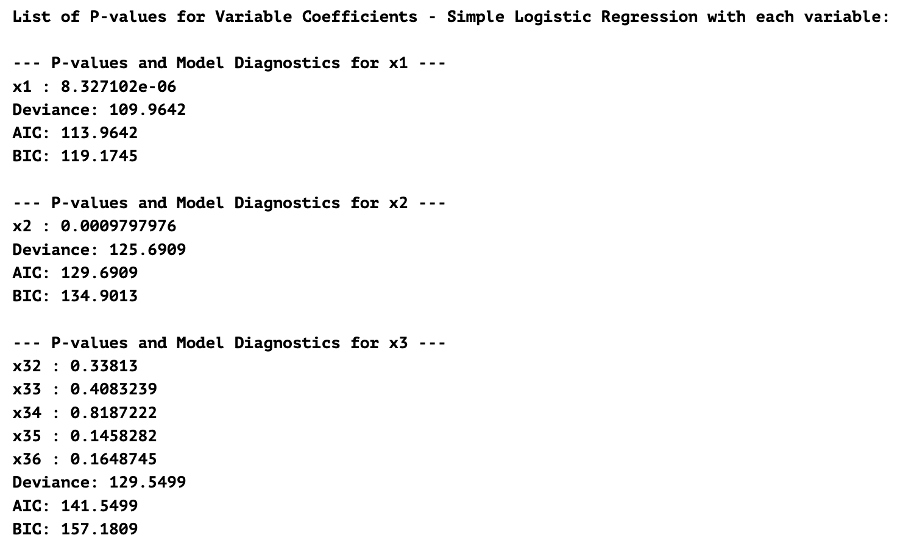 List of P-values for Variable Coefficients - Simple Logistic Regression with each variable:
--- P-values and Model Diagnostics for x1 ---
x1 : 8.327102e-06
Deviance: 109.9642
AIC: 113.9642
BIC: 119.1745
--- P-values and Model Diagnostics for x2 ---
x2 : 0.0009797976
Deviance: 125.6909
AIC: 129.6909
BIC: 134.9013
--- P-values and Model Diagnostics for x3 ---
x32 : 0.33813
x33 : 0.4083239
x34 : 0.8187222
x35 : 0.1458282
x36 : 0.1648745
Deviance: 129.5499
AIC: 141.5499
BIC: 157.1809